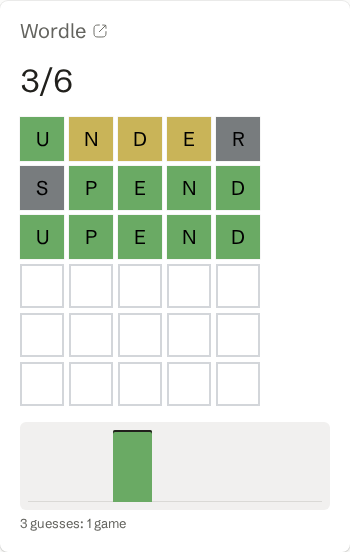 Wordle
3/6
U N D E R
S P E N D
U P E N D
3 guesses: 1 game